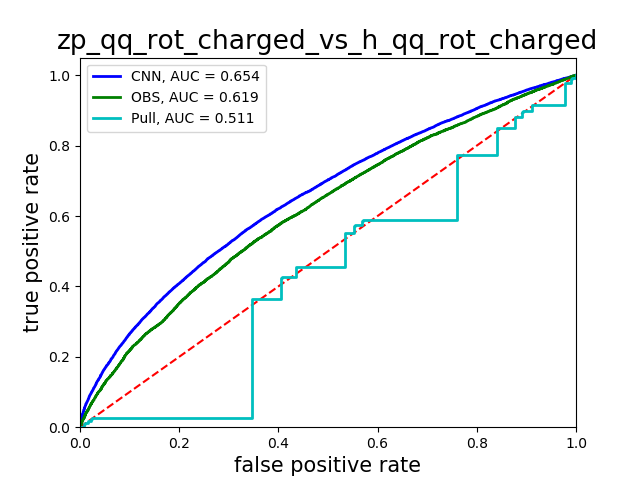 zp_qq_rot_charged_vs_h_qq_rot_charged
CNN, AUC = 0.654
OBS, AUC = 0.619
Pull, AUC = 0.511
true positive rate
1.0
0.8
0.6
0.4
0.2
0.0
0.0 0.2 0.4 0.6 0.8 1.0
false positive rate